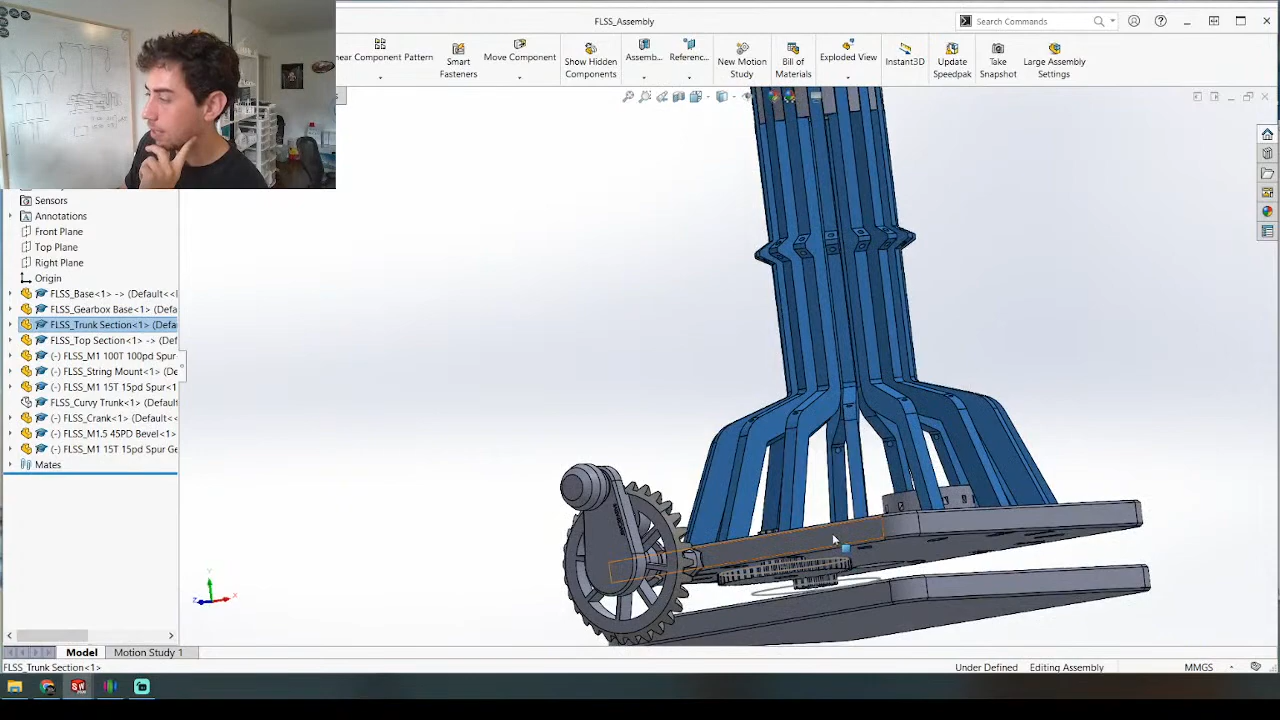 FLSS_Assembly
Search Commands
near Component Pattern
Smart
Fasteners
Move Component
Show Hidden
Components
Assemb...
Referenc...
New Motion
Study
Bill of
Materials
Exploded View
Instant3D
Update
Speedpak
Take
Snapshot
Large Assembly
Settings
Sensors
Annotations
Front Plane
Top Plane
Right Plane
Origin
FLSS_Base<1> -> (Default<<
FLSS_Gearbox Base<1> (Defa
FLSS_Trunk Section<1> (Defa
FLSS_Top Section<1> -> (Def
(-) FLSS_M1 100T 100pd Spur
(-) FLSS_String Mount<1> (De
(-) FLSS_M1 15T 15pd Spur<1
FLSS_Curvy Trunk<1> (Default
(-) FLSS_Crank<1> (Default<<
(-) FLSS_M1.5 45PD Bevel<1>
(-) FLSS_M1 15T 15pd Spur Ge
Mates
Y
X
Z
Model
Motion Study 1
FLSS_Trunk Section<1>
Under Defined
Editing Assembly
MMGS